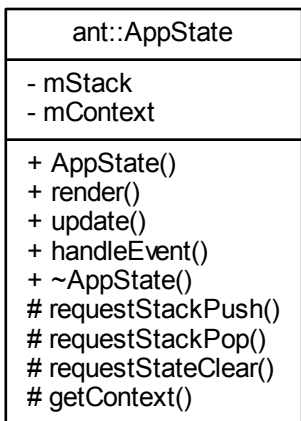 ant::AppState
- mStack
- mContext
+ AppState()
+ render()
+ update()
+ handleEvent()
+ ~AppState()
# requestStackPush()
# requestStackPop()
# requestStateClear()
# getContext()